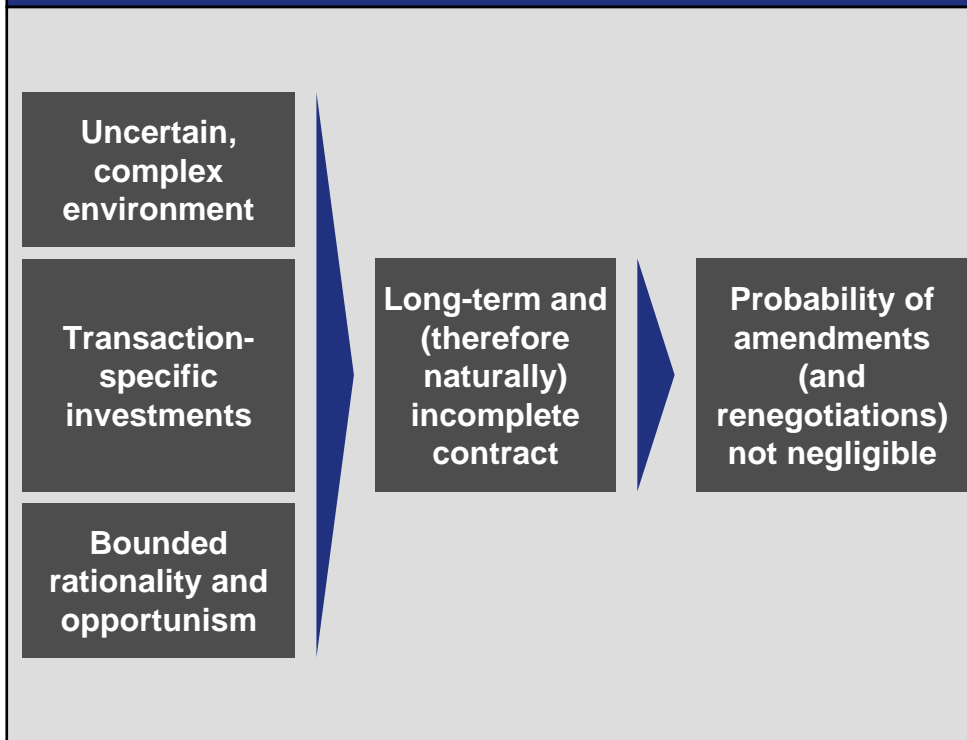 Uncertain,
complex
environment
Transaction-
specific
investments
Bounded
rationality and
opportunism
Long-term and
(therefore
naturally)
incomplete
contract
Probability of
amendments
(and
renegotiations)
not negligible